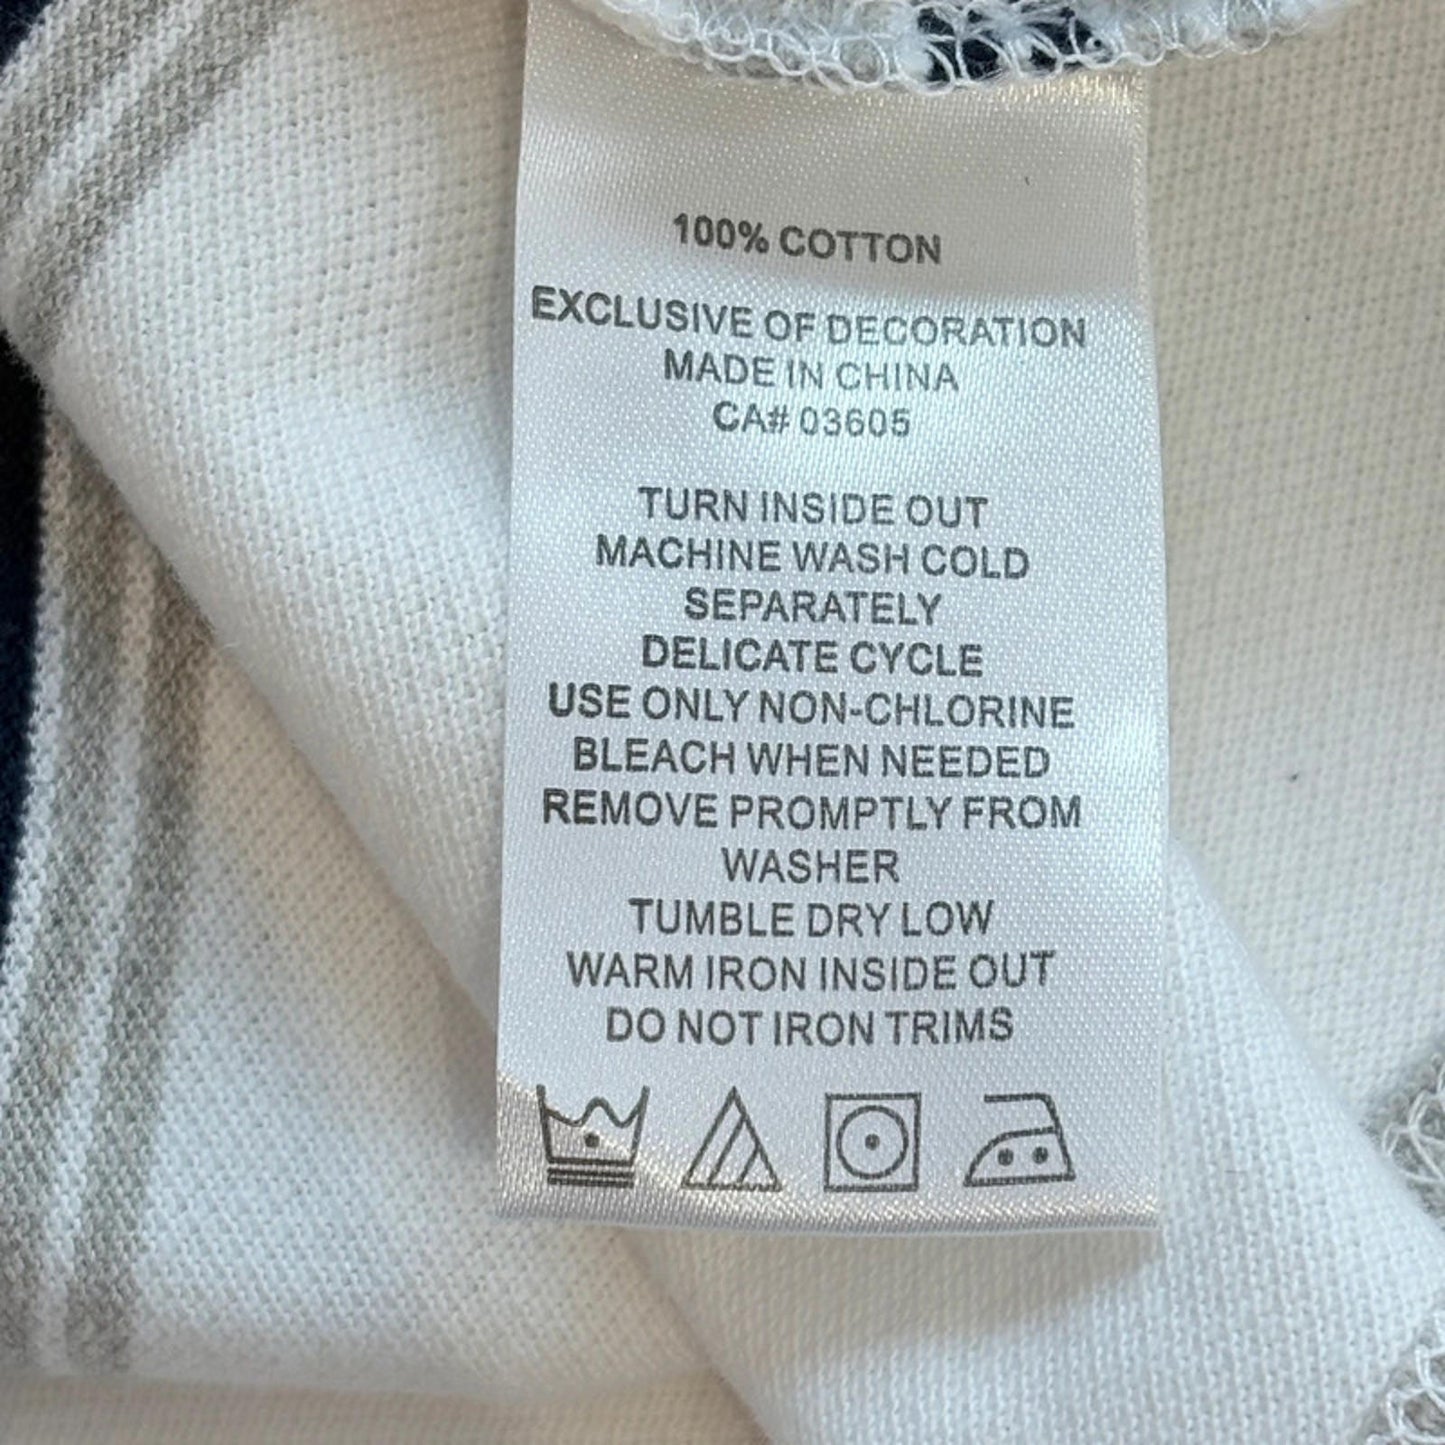 100% COTTON
EXCLUSIVE OF DECORATION
MADE IN CHINA
CA# 03605
TURN INSIDE OUT
MACHINE WASH COLD
SEPARATELY
DELICATE CYCLE
USE ONLY NON-CHLORINE
BLEACH WHEN NEEDED
REMOVE PROMPTLY FROM
WASHER
TUMBLE DRY LOW
WARM IRON INSIDE OUT
DO NOT IRON TRIMS